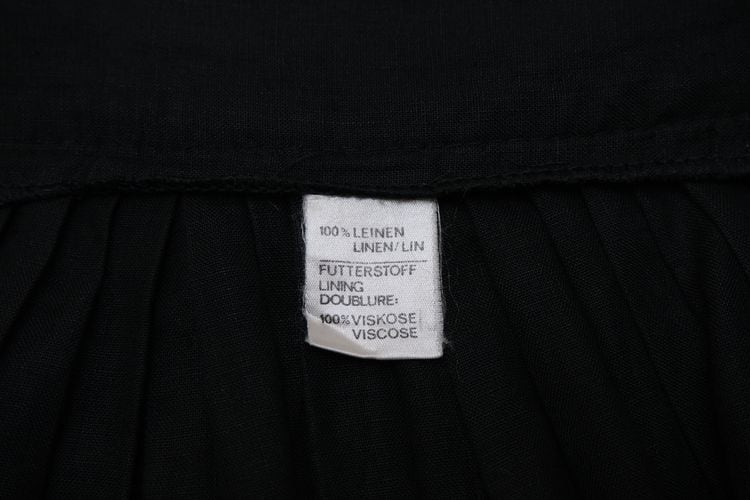 100% LEINEN
LINEN/LIN
FUTTERSTOFF
LINING
DOUBLURE:
100% VISKOSE
VISCOSE